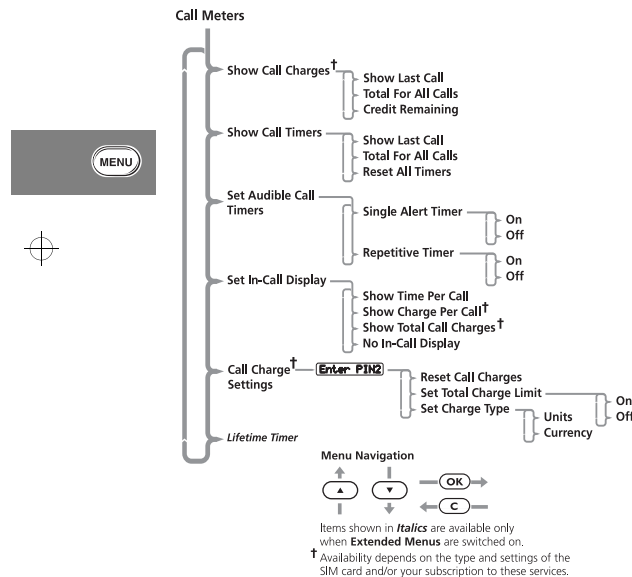 Call Meters
Show Call Charges†
Show Last Call
Total For All Calls
Credit Remaining
MENU
Show Call Timers
Show Last Call
Total For All Calls
Reset All Timers
Set Audible Call
Timers
Single Alert Timer
On
Off
Repetitive Timer
On
Off
Set In-Call Display
Show Time Per Call
Show Charge Per Call†
Show Total Call Charges†
No In-Call Display
Call Charge†
Settings
Enter PIN2
Reset Call Charges
Set Total Charge Limit
On
Off
Set Charge Type
Units
Currency
Lifetime Timer
Menu Navigation
OK
C
Items shown in Italics are available only
when Extended Menus are switched on.
† Availability depends on the type and settings of the
SIM card and/or your subscription to these services.